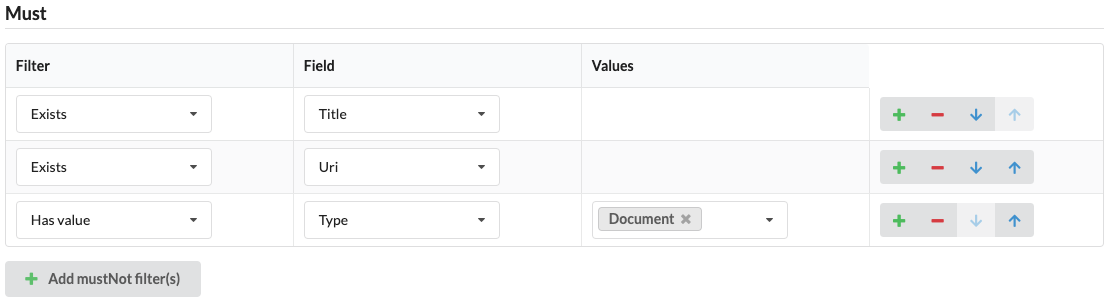 Must
Filter Field Values
Exists Title
Exists Uri
Has value Type Document
Add mustNot filter(s)